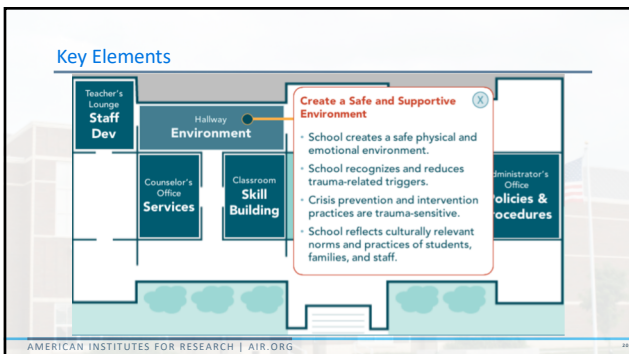 Key Elements
Teacher's
Lounge
Staff
Dev
Hallway
Environment
Counselor's
Office
Services
Classroom
Skill
Building
Create a Safe and Supportive
Environment
X
• School creates a safe physical and
emotional environment.
• School recognizes and reduces
trauma-related triggers.
• Crisis prevention and intervention
practices are trauma-sensitive.
• School reflects culturally relevant
norms and practices of students,
families, and staff.
dministrator's
Office
olicies &
rocedures
AMERICAN INSTITUTES FOR RESEARCH | AIR.ORG